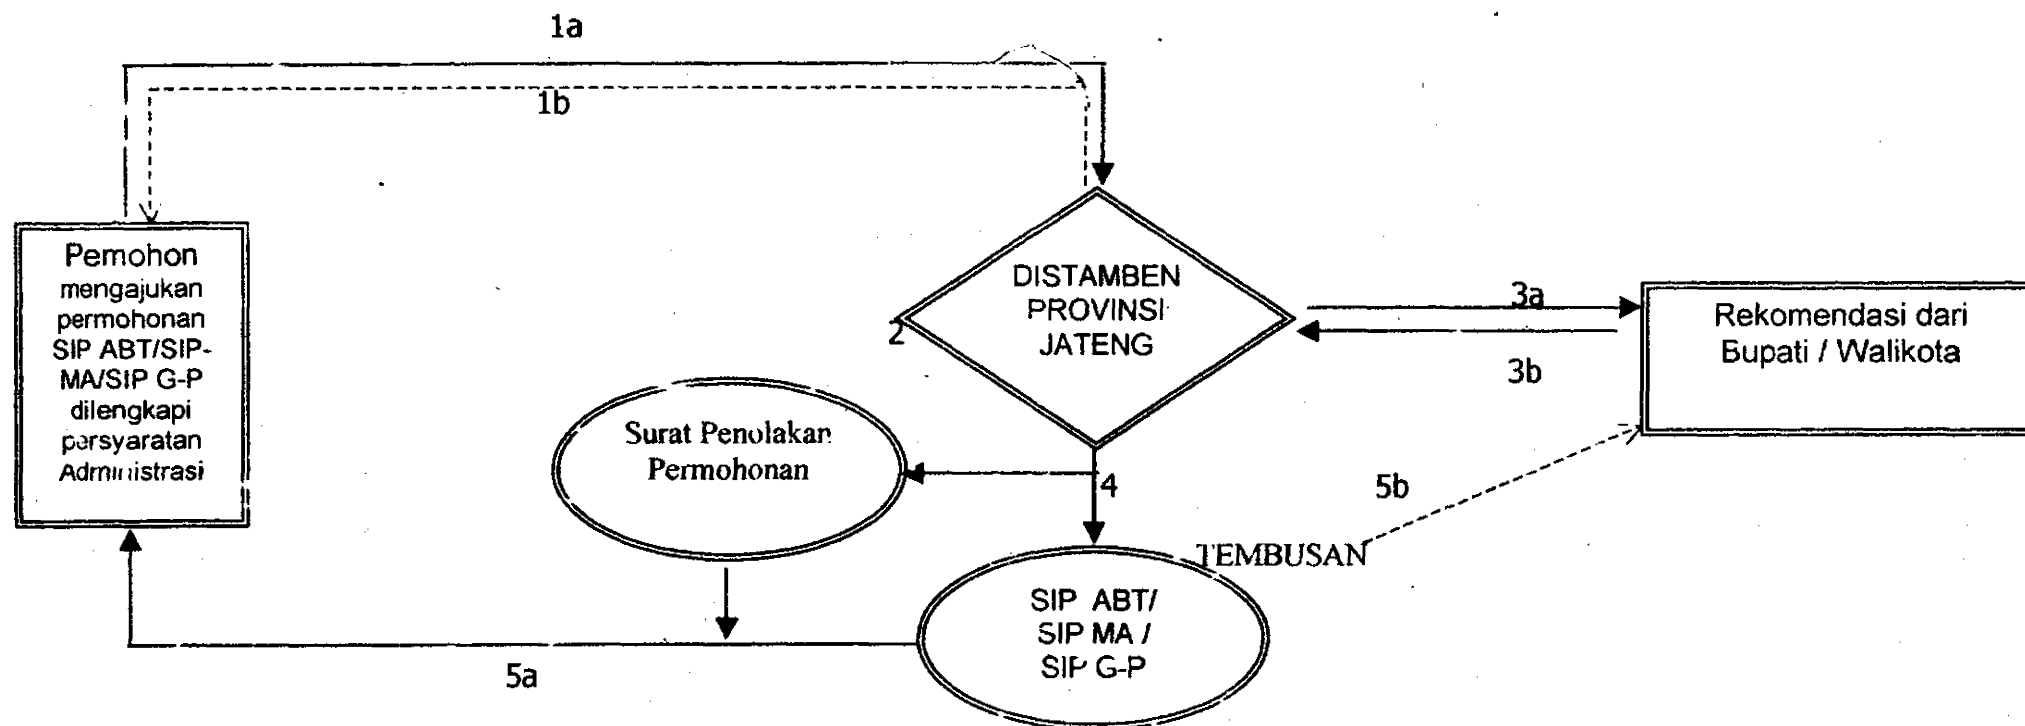 1a
1b
Pemohon
mengajukan
permohonan
SIP ABT/SIP-
MA/SIP G-P
dilengkapi
persyaratan
Administrasi
DISTAMBEN
PROVINSI
JATENG
2
3a
3b
Rekomendasi dari
Bupati / Walikota
Surat Penolakan
Permohonan
4
5b
TEMBUSAN
SIP ABT/
SIP MA /
SIP G-P
5a